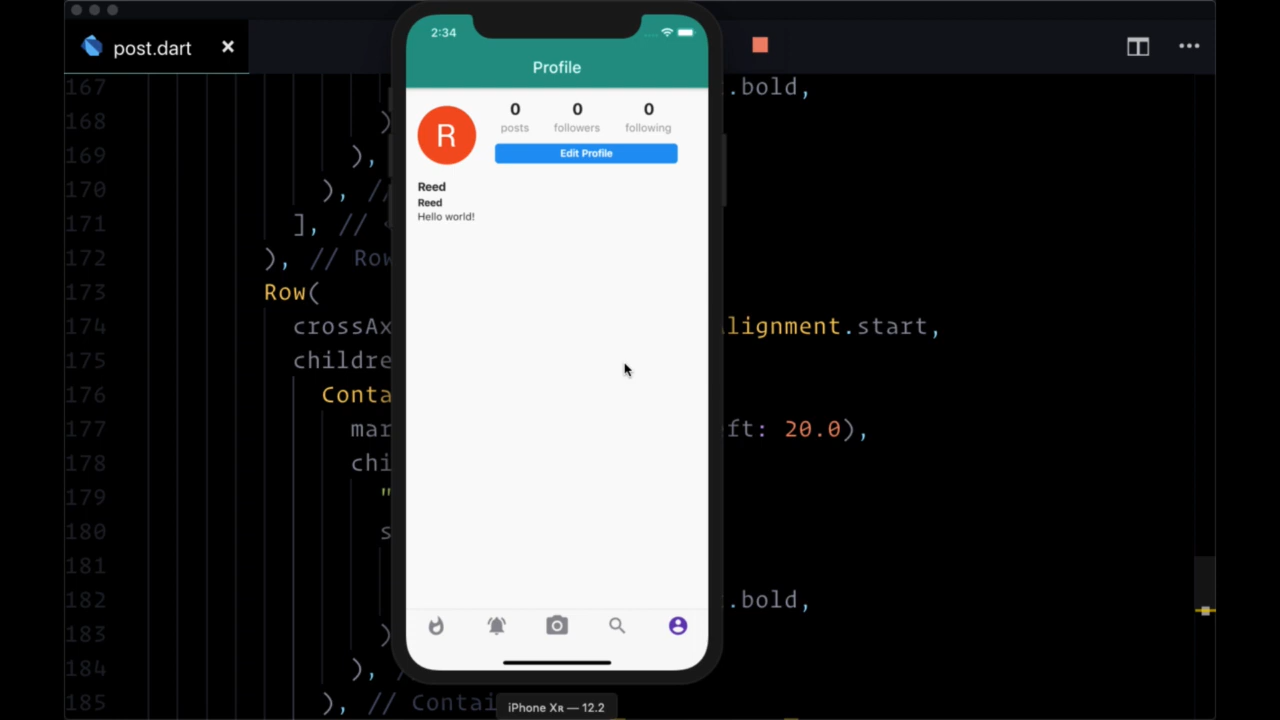 post.dart ×
2:34
Profile
0 0 0
posts followers following
Edit Profile
R
Reed
Reed
Hello world!
iPhone Xʀ — 12.2
167 .bold,
168 )
169 ),
170 ), //
171 ], //
172 ), // Row
173 Row(
174 crossAx lignment.start,
175 childre
176 Conta
177 mar ft: 20.0),
178 chi
179 "
180 s
181
182 .bold,
183 )
184 ), /
185 ), // Contai